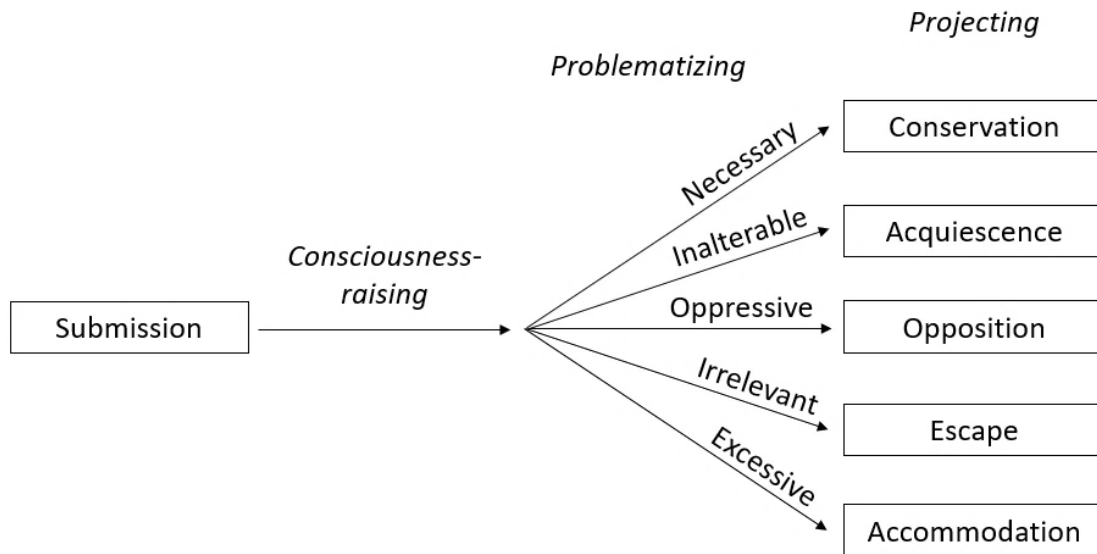 Projecting
Problematizing
Conservation
Necessary
Acquiescence
Inalterable
Consciousness-
raising
Submission
Oppressive
Opposition
Irrelevant
Escape
Excessive
Accommodation